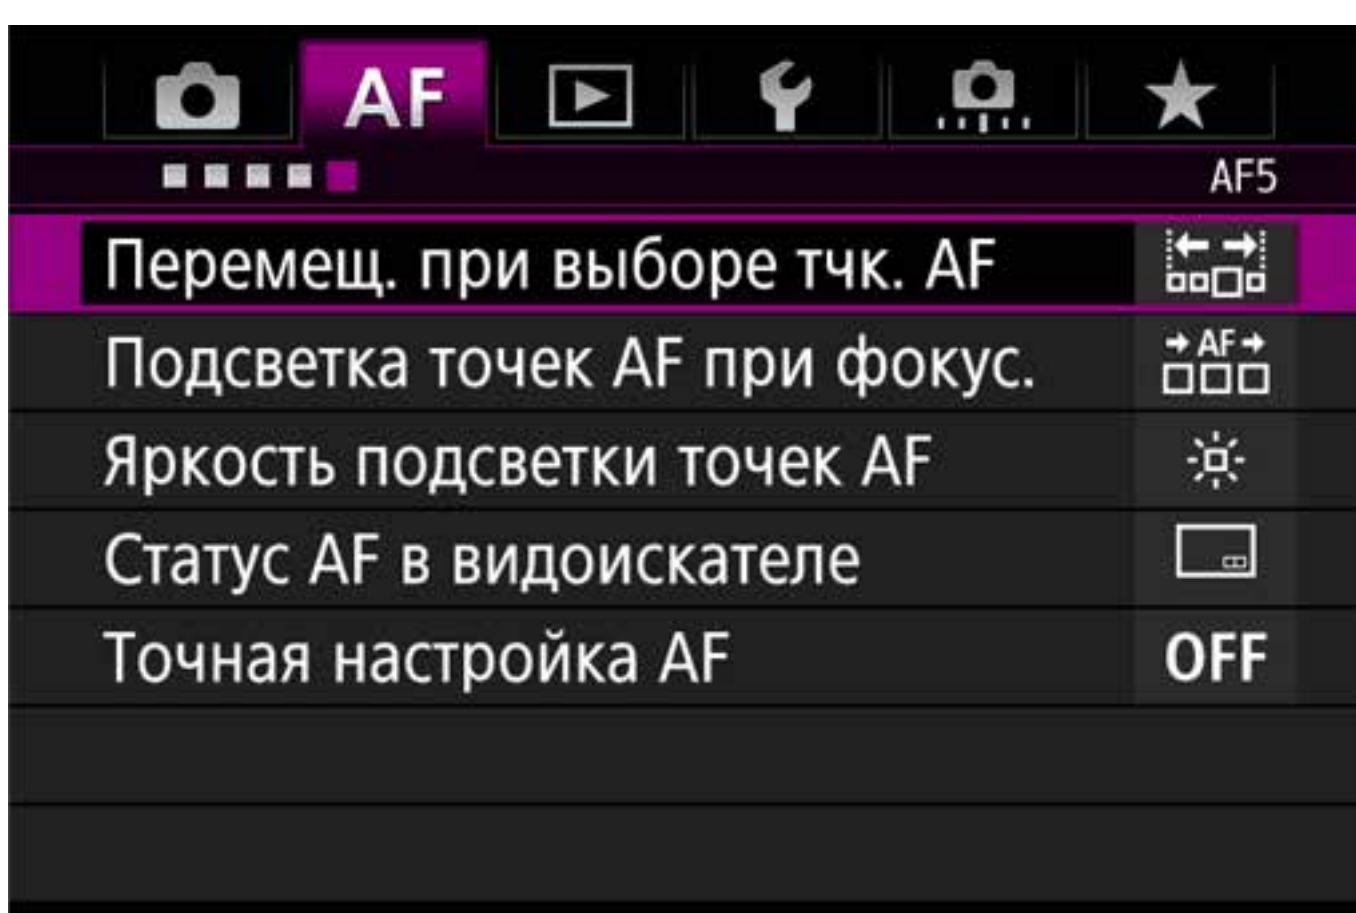 AF
AF5
Перемещ. при выборе тчк. AF
Подсветка точек AF при фокус.
AF
Яркость подсветки точек AF
Статус AF в видоискателе
Точная настройка AF OFF